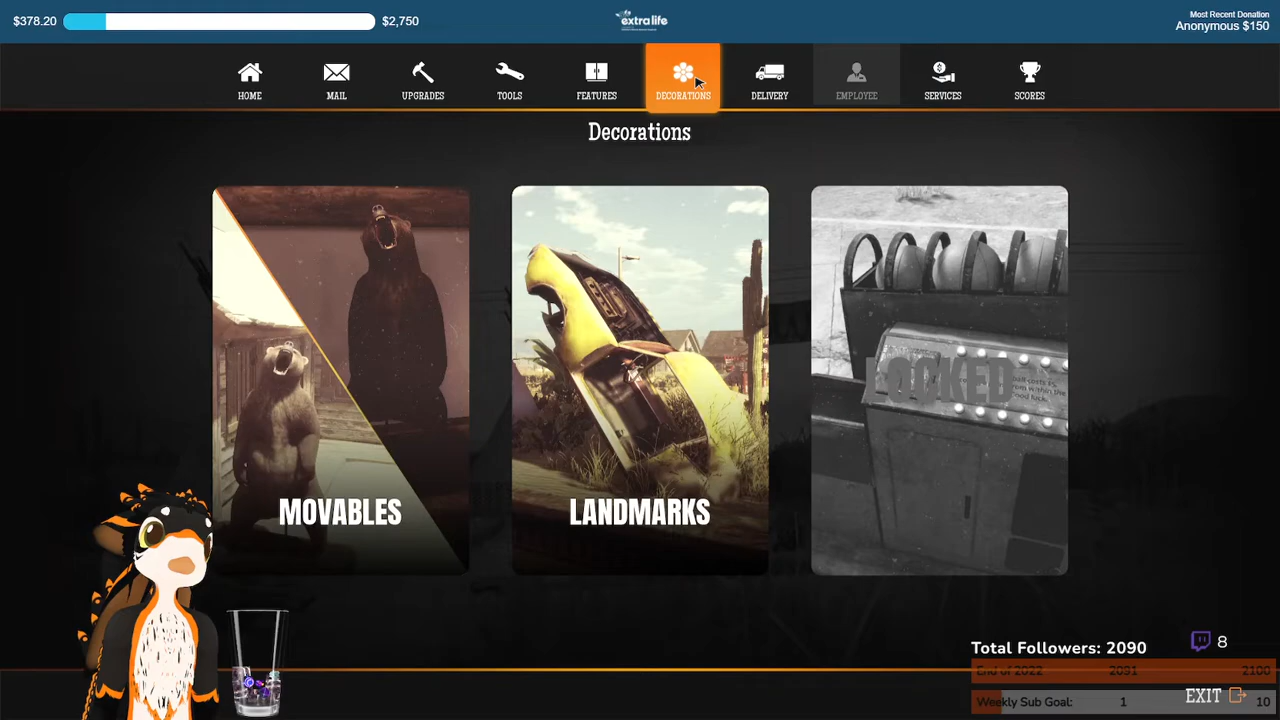 $378.20
$2,750
extralife
Most Recent Donation
Anonymous $150
HOME
MAIL
UPGRADES
TOOLS
FEATURES
DECORATIONS
DELIVERY
EMPLOYEE
SERVICES
SCORES
Decorations
MOVABLES
LANDMARKS
LOCKED
Total Followers: 2090
8
End of 2022 2091 2100
Weekly Sub Goal: 1 10
EXIT